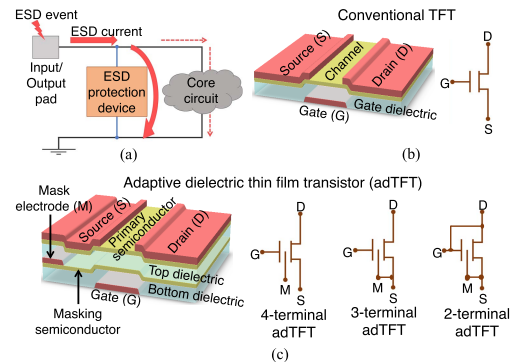 ESD event
ESD current
Input/
Output
pad
ESD
protection
device
Core
circuit
(a)
Conventional TFT
Source (S)
Channel
Drain (D)
Gate dielectric
Gate (G)
D
G
S
(b)
Adaptive dielectric thin film transistor (adTFT)
Mask
electrode (M)
Source (S)
Primary
semiconductor
Drain (D)
Top dielectric
Bottom dielectric
Gate (G)
Masking
semiconductor
D
G
M
S
4-terminal
adTFT
D
G
M
S
3-terminal
adTFT
D
G
M
S
2-terminal
adTFT
(c)